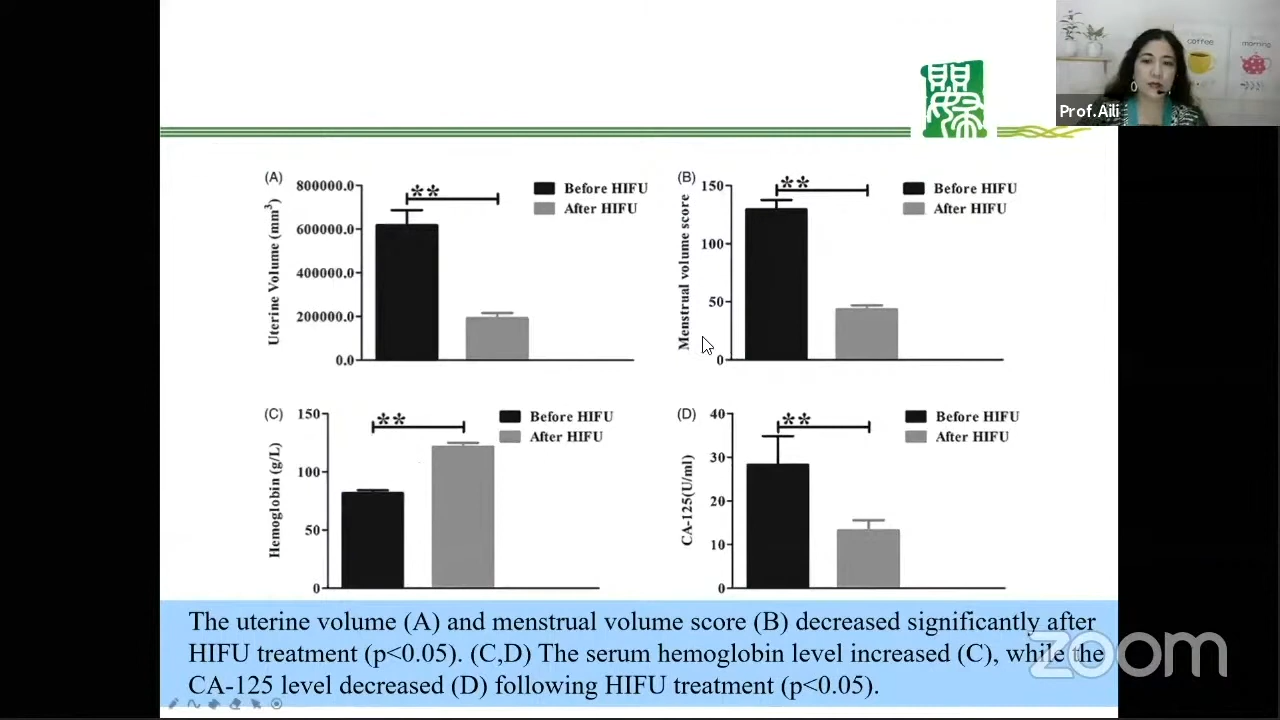 coffee
morning
Prof.Aili
(A)
800000.0
600000.0
400000.0
200000.0
0.0
Uterine Volume (mm³)
**
Before HIFU
After HIFU
(B)
150
100
50
0
Menstrual volume score
**
Before HIFU
After HIFU
(C)
150
100
50
0
Hemoglobin (g/L)
**
Before HIFU
After HIFU
(D)
40
30
20
10
0
CA-125(U/ml)
**
Before HIFU
After HIFU
The uterine volume (A) and menstrual volume score (B) decreased significantly after
HIFU treatment (p<0.05). (C,D) The serum hemoglobin level increased (C), while the
CA-125 level decreased (D) following HIFU treatment (p<0.05).
zoom